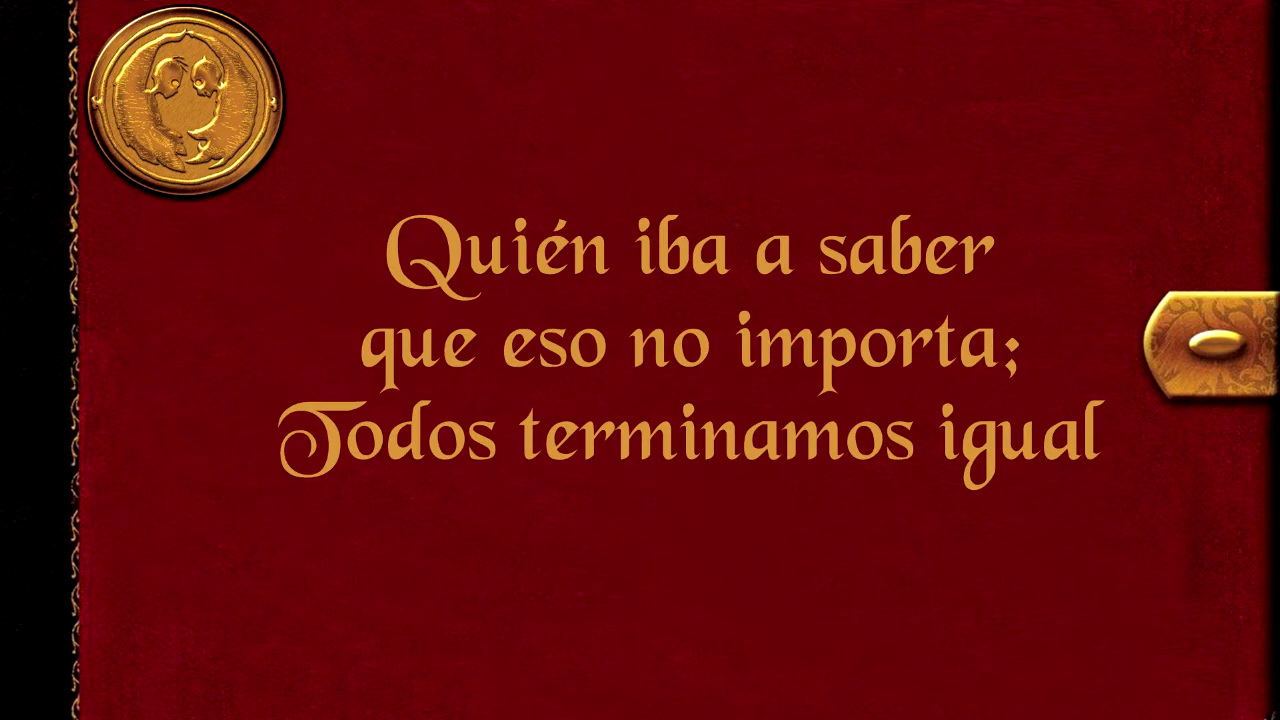 Quién iba a saber
que eso no importa;
Todos terminamos igual